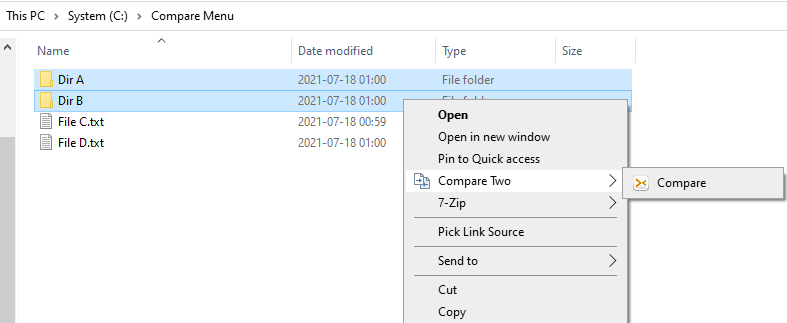 This PC > System (C:) > Compare Menu
Name Date modified Type Size
Dir A 2021-07-18 01:00 File folder
Dir B 2021-07-18 01:00 File folder
File C.txt 2021-07-18 00:59
File D.txt 2021-07-18 01:00
Open
Open in new window
Pin to Quick access
Compare Two
Compare
7-Zip
Pick Link Source
Send to
Cut
Copy